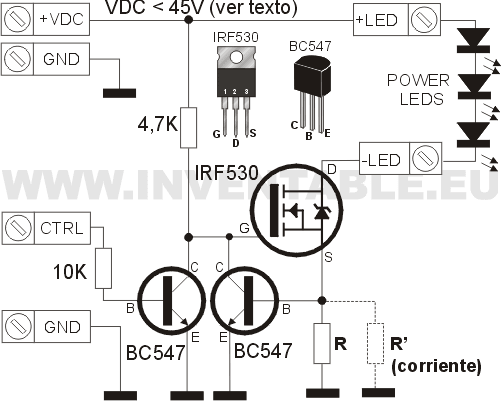 VDC < 45V (ver texto)
+VDC
+LED
GND
IRF530
BC547
1 2 3
G
D
S
C
B
E
POWER
LEDS
4,7K
IRF530
D
-LED
WWW.INVENTABLE.EU
CTRL
G
S
10K
C
C
B
B
GND
E
E
BC547
BC547
R
R'
(corriente)